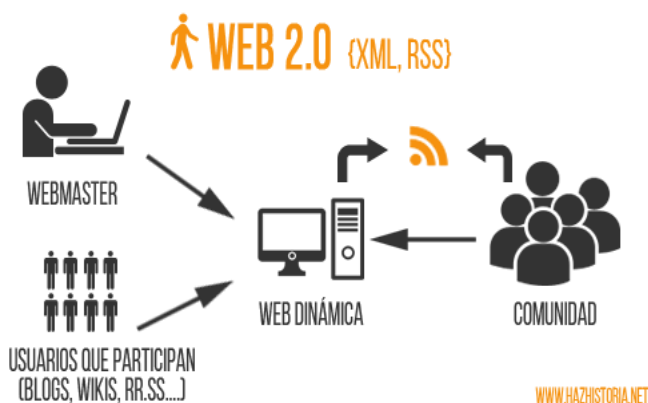 WEB 2.0 {XML, RSS}
WEBMASTER
WEB DINÁMICA
COMUNIDAD
USUARIOS QUE PARTICIPAN
(BLOGS, WIKIS, RR.SS....)
WWW.HAZHISTORIA.NET